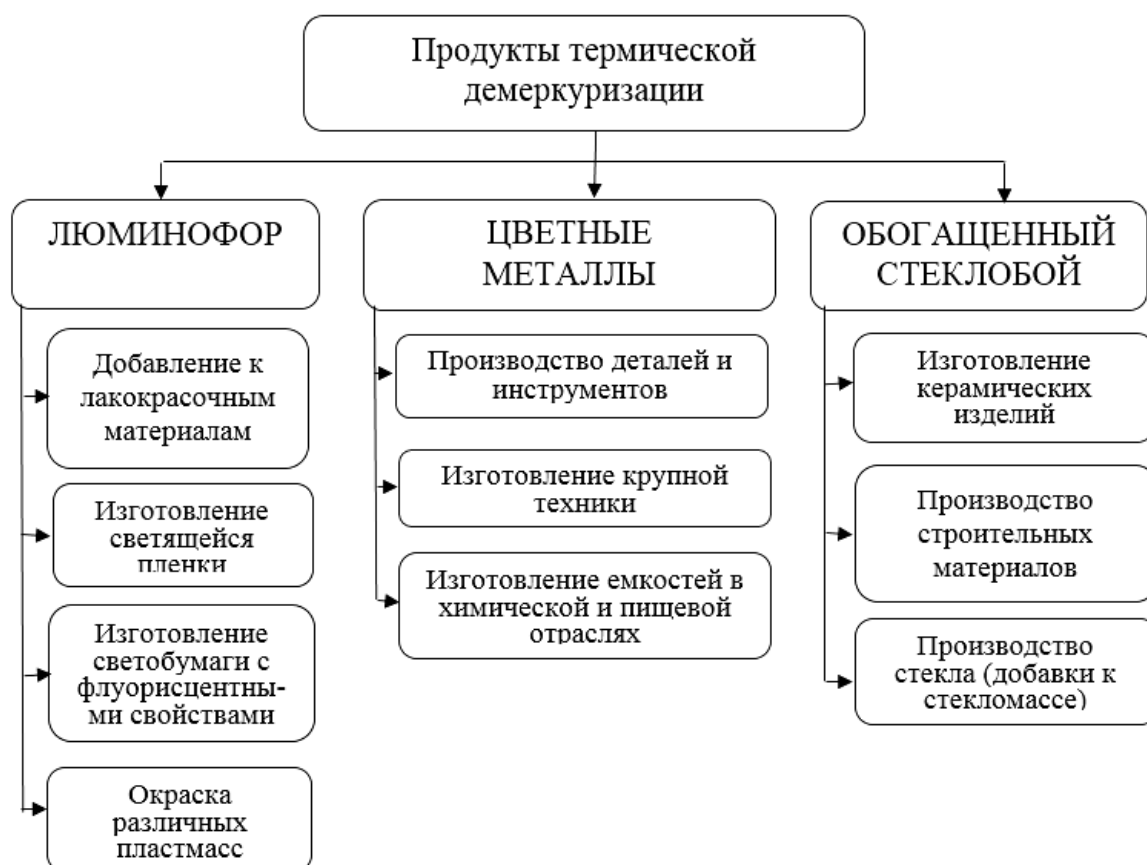 Продукты термической
демеркуризации
ЛЮМИНОФОР
Добавление к
лакокрасочным
материалам
Изготовление
светящейся
пленки
Изготовление
светобумаги с
флуорисцентны-
ми свойствами
Окраска
различных
пластмасс
ЦВЕТНЫЕ
МЕТАЛЛЫ
Производство деталей и
инструментов
Изготовление крупной
техники
Изготовление емкостей в
химической и пищевой
отраслях
ОБОГАЩЕННЫЙ
СТЕКЛОБОЙ
Изготовление
керамических
изделий
Производство
строительных
материалов
Производство
стекла (добавки к
стекломассе)